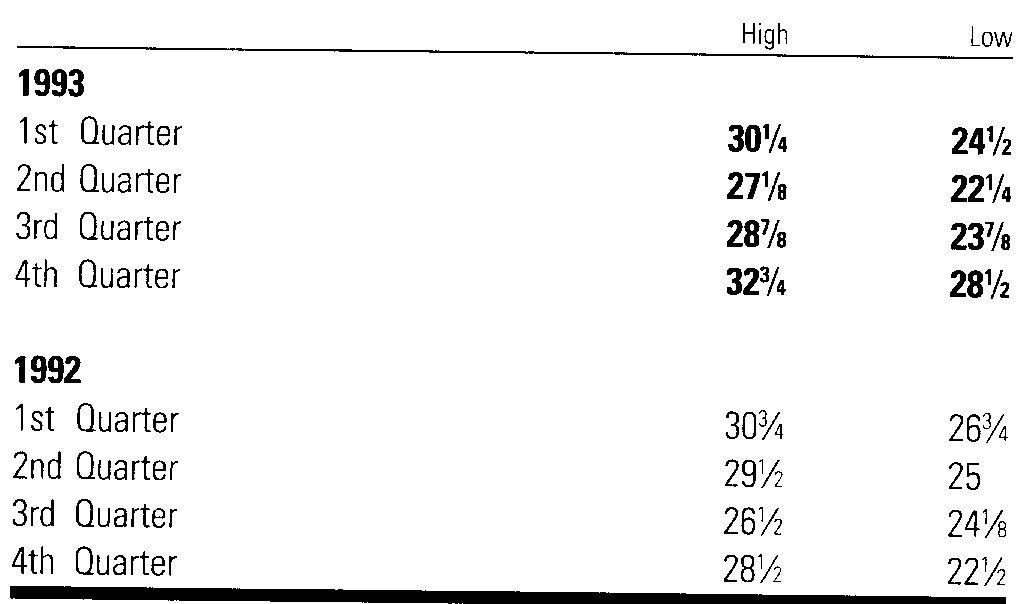 High Low
1993
1st Quarter 30¼ 24½
2nd Quarter 27⅛ 22¼
3rd Quarter 28⅞ 23⅞
4th Quarter 32¾ 28½
1992
1st Quarter 30¾ 26¾
2nd Quarter 29½ 25
3rd Quarter 26½ 24⅛
4th Quarter 28½ 22½